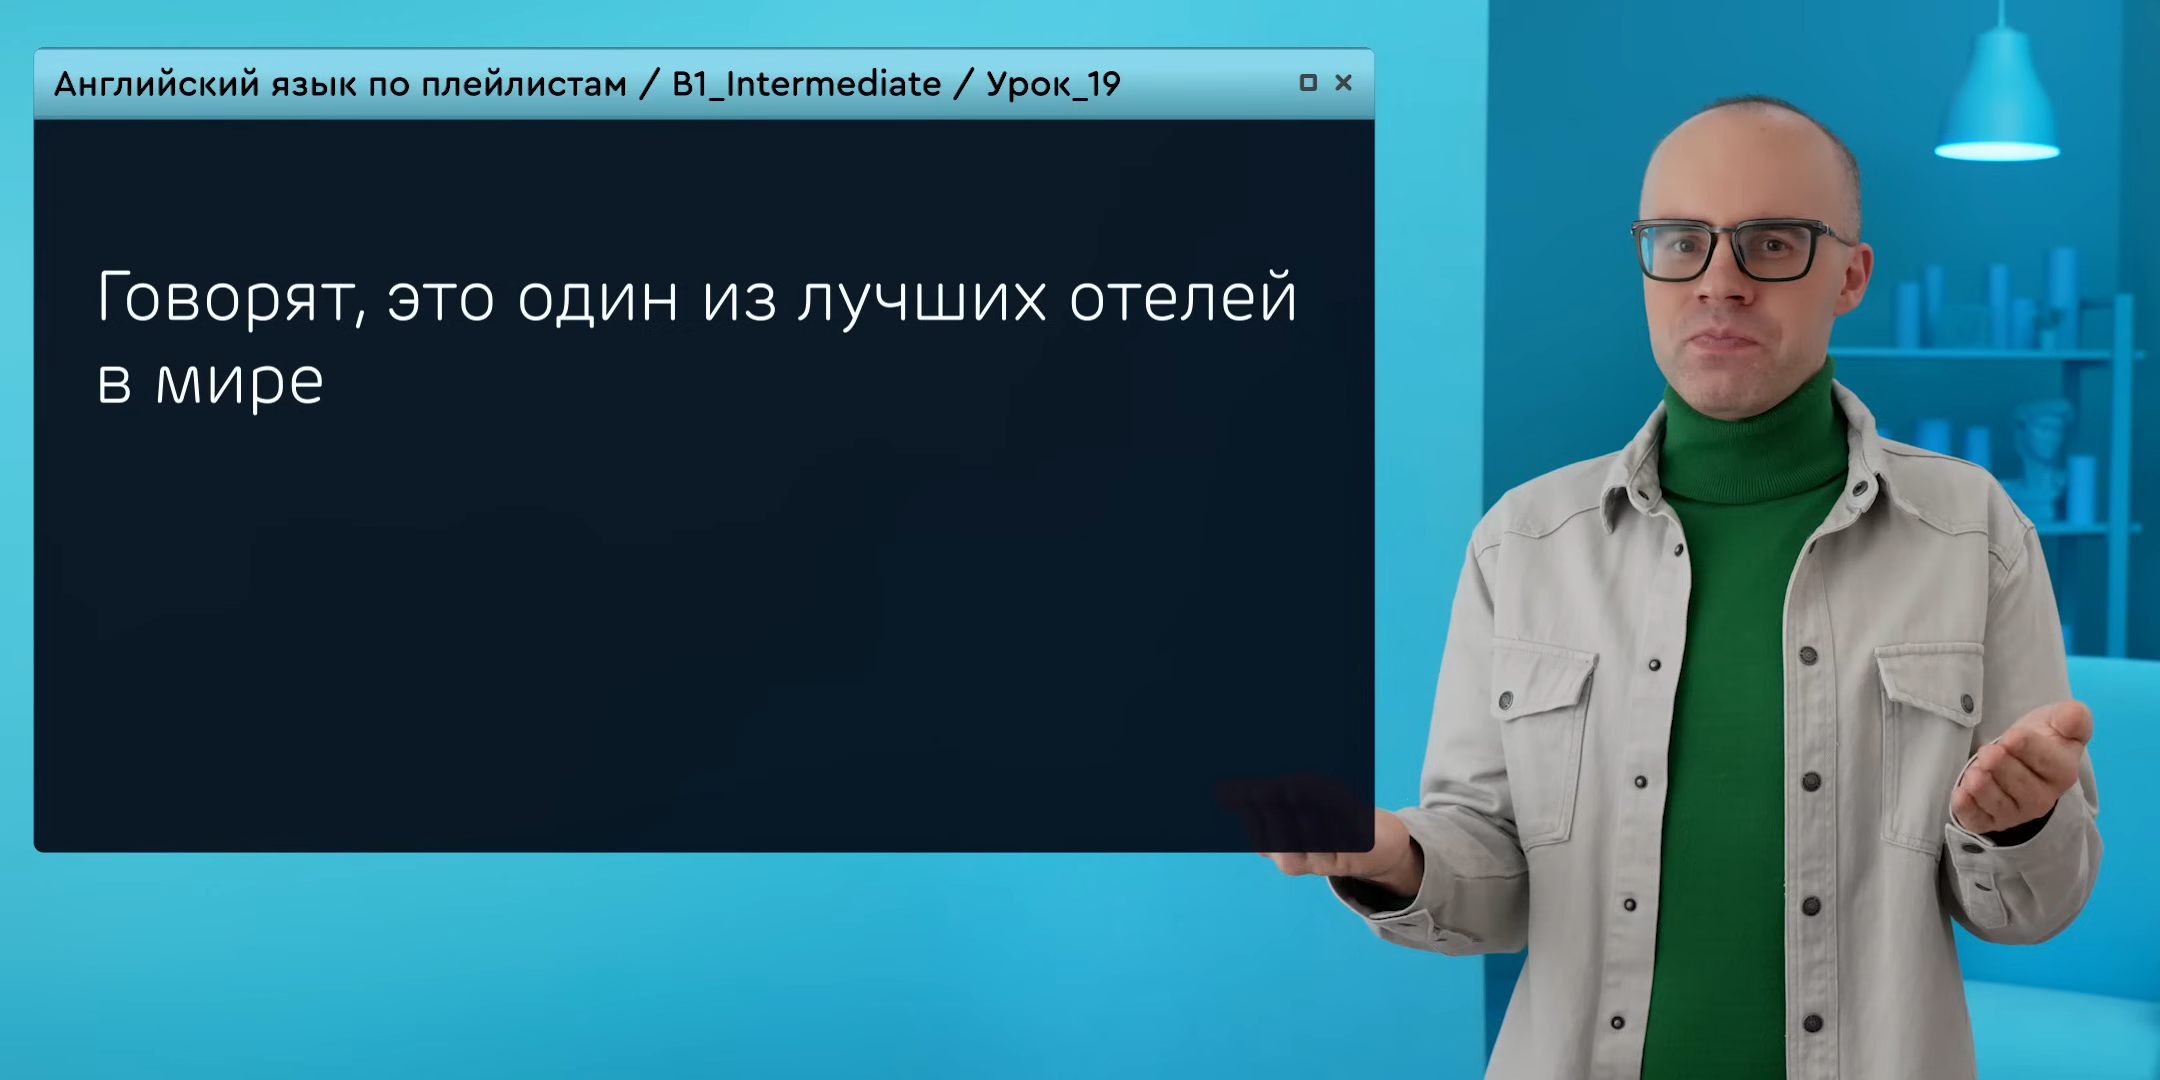 Английский язык по плейлистам / B1_Intermediate / Урок_19
Говорят, это один из лучших отелей
в мире